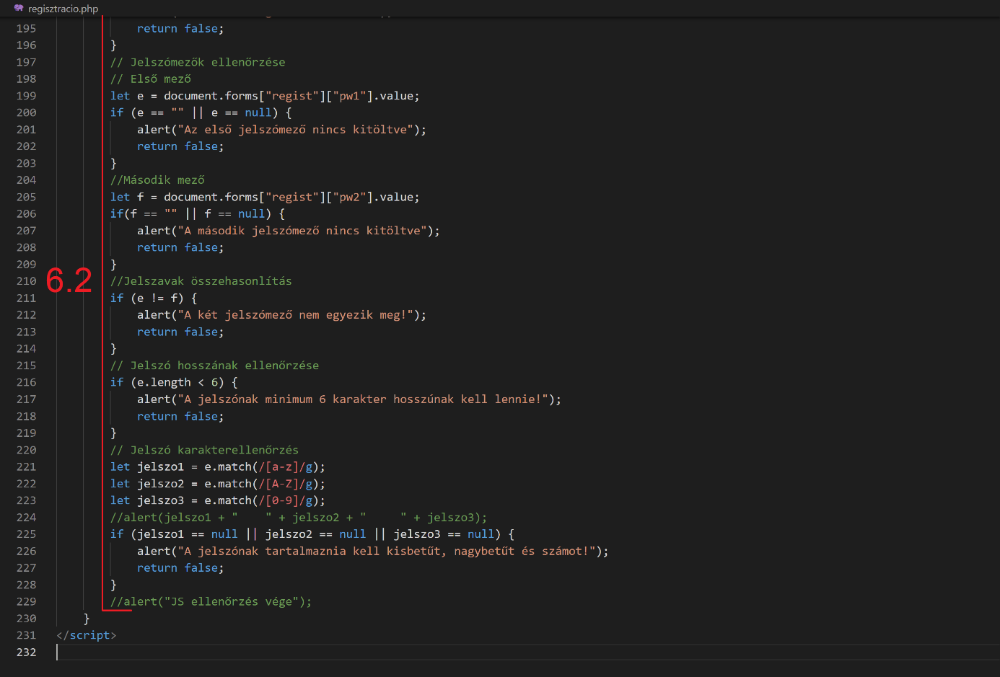 regisztracio.php
195 return false;
196 }
197 // Jelszómezők ellenőrzése
198 // Első mező
199 let e = document.forms["regist"]["pw1"].value;
200 if (e == "" || e == null) {
201 alert("Az első jelszómező nincs kitöltve");
202 return false;
203 }
204 //Második mező
205 let f = document.forms["regist"]["pw2"].value;
206 if(f == "" || f == null) {
207 alert("A második jelszómező nincs kitöltve");
208 return false;
209 }
6.2
210 //Jelszavak összehasonlítás
211 if (e != f) {
212 alert("A két jelszómező nem egyezik meg!");
213 return false;
214 }
215 // Jelszó hosszának ellenőrzése
216 if (e.length < 6) {
217 alert("A jelszónak minimum 6 karakter hosszúnak kell lennie!");
218 return false;
219 }
220 // Jelszó karakterellenőrzés
221 let jelszo1 = e.match(/[a-z]/g);
222 let jelszo2 = e.match(/[A-Z]/g);
223 let jelszo3 = e.match(/[0-9]/g);
224 //alert(jelszo1 + "    " + jelszo2 + "     " + jelszo3);
225 if (jelszo1 == null || jelszo2 == null || jelszo3 == null) {
226 alert("A jelszónak tartalmaznia kell kisbetűt, nagybetűt és számot!");
227 return false;
228 }
229 //alert("JS ellenőrzés vége");
230 }
231 </script>
232